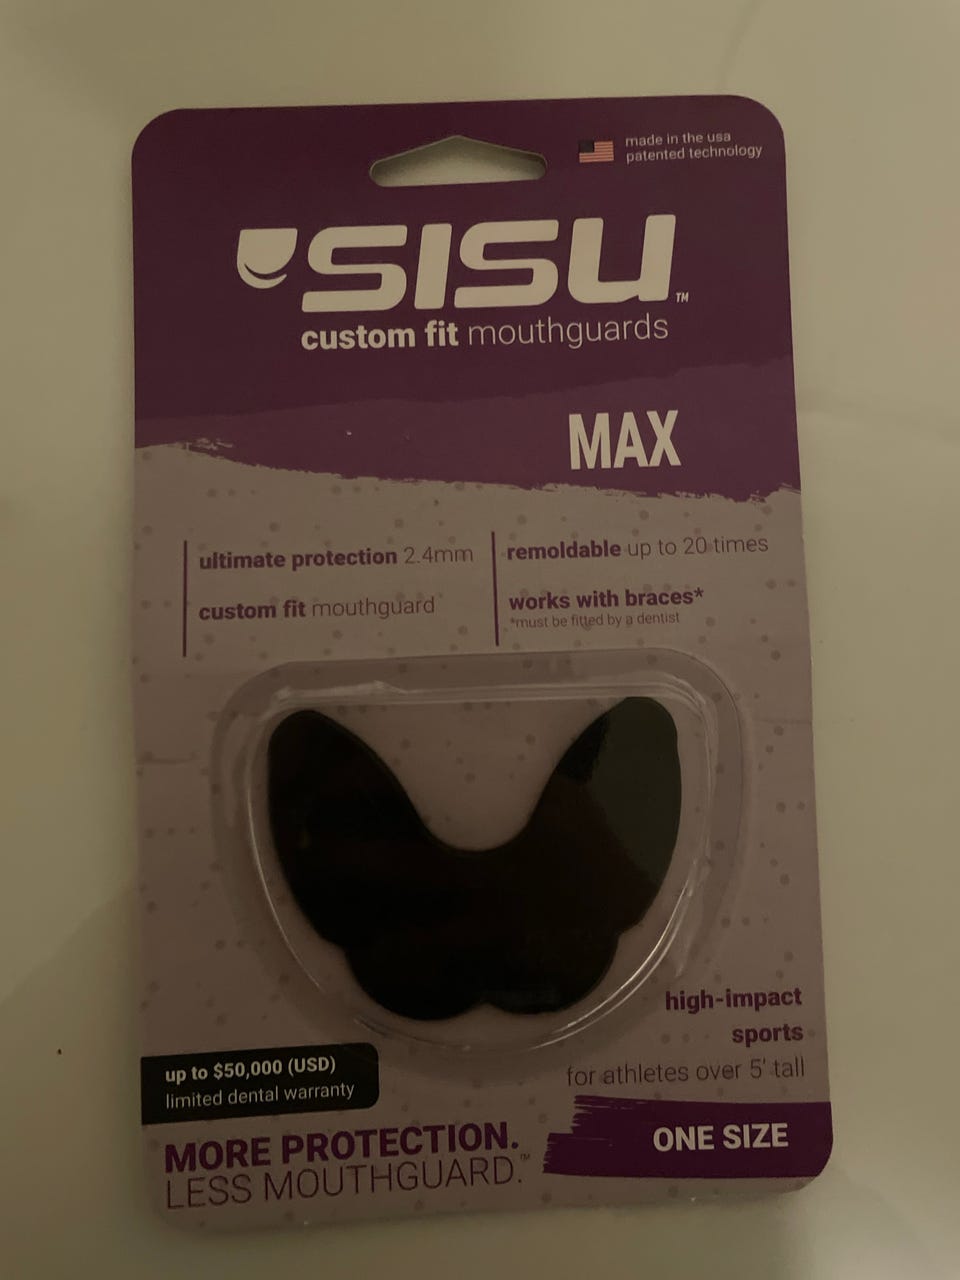 made in the usa
patented technology
SISU™
custom fit mouthguards
MAX
ultimate protection 2.4mm
custom fit mouthguard
remoldable up to 20 times
works with braces*
*must be fitted by a dentist
high-impact
sports
for athletes over 5' tall
up to $50,000 (USD)
limited dental warranty
MORE PROTECTION.
LESS MOUTHGUARD.™
ONE SIZE